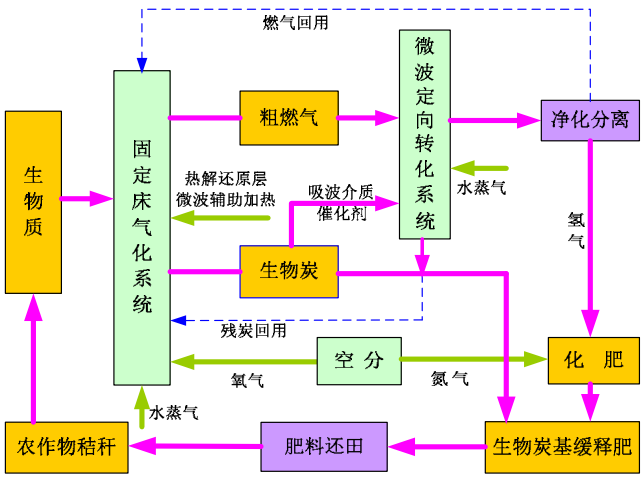 燃气回用
微波定向转化系统
生物质
固定床气化系统
粗燃气
净化分离
热解还原层
微波辅助加热
吸波介质
催化剂
水蒸气
氢气
生物炭
残炭回用
空分
氧气
氮气
化肥
水蒸气
农作物秸秆
肥料还田
生物炭基缓释肥